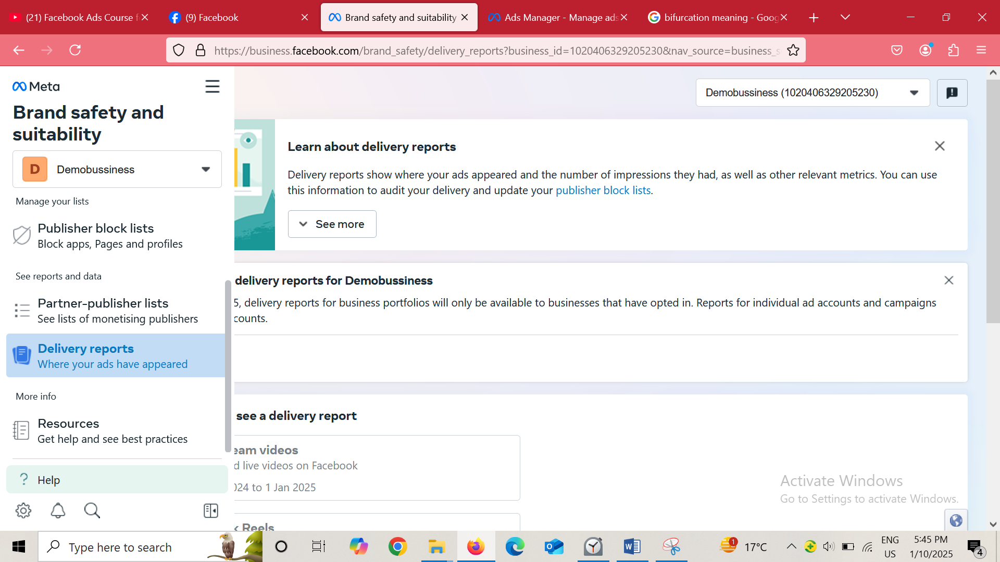 (21) Facebook Ads Course f
(9) Facebook
Brand safety and suitability
Ads Manager - Manage ads
bifurcation meaning - Goog
https://business.facebook.com/brand_safety/delivery_reports?business_id=1020406329205230&nav_source=business_s
Meta
Brand safety and
suitability
D
Demobussiness
Manage your lists
Publisher block lists
Block apps, Pages and profiles
See reports and data
Partner-publisher lists
See lists of monetising publishers
Delivery reports
Where your ads have appeared
More info
Resources
Get help and see best practices
? Help
Demobussiness (1020406329205230)
Learn about delivery reports
Delivery reports show where your ads appeared and the number of impressions they had, as well as other relevant metrics. You can use
this information to audit your delivery and update your publisher block lists.
See more
delivery reports for Demobussiness
5, delivery reports for business portfolios will only be available to businesses that have opted in. Reports for individual ad accounts and campaigns
counts.
see a delivery report
eam videos
d live videos on Facebook
024 to 1 Jan 2025
k Reels
Activate Windows
Go to Settings to activate Windows.
Type here to search
1
17°C
ENG
US
5:45 PM
1/10/2025
4